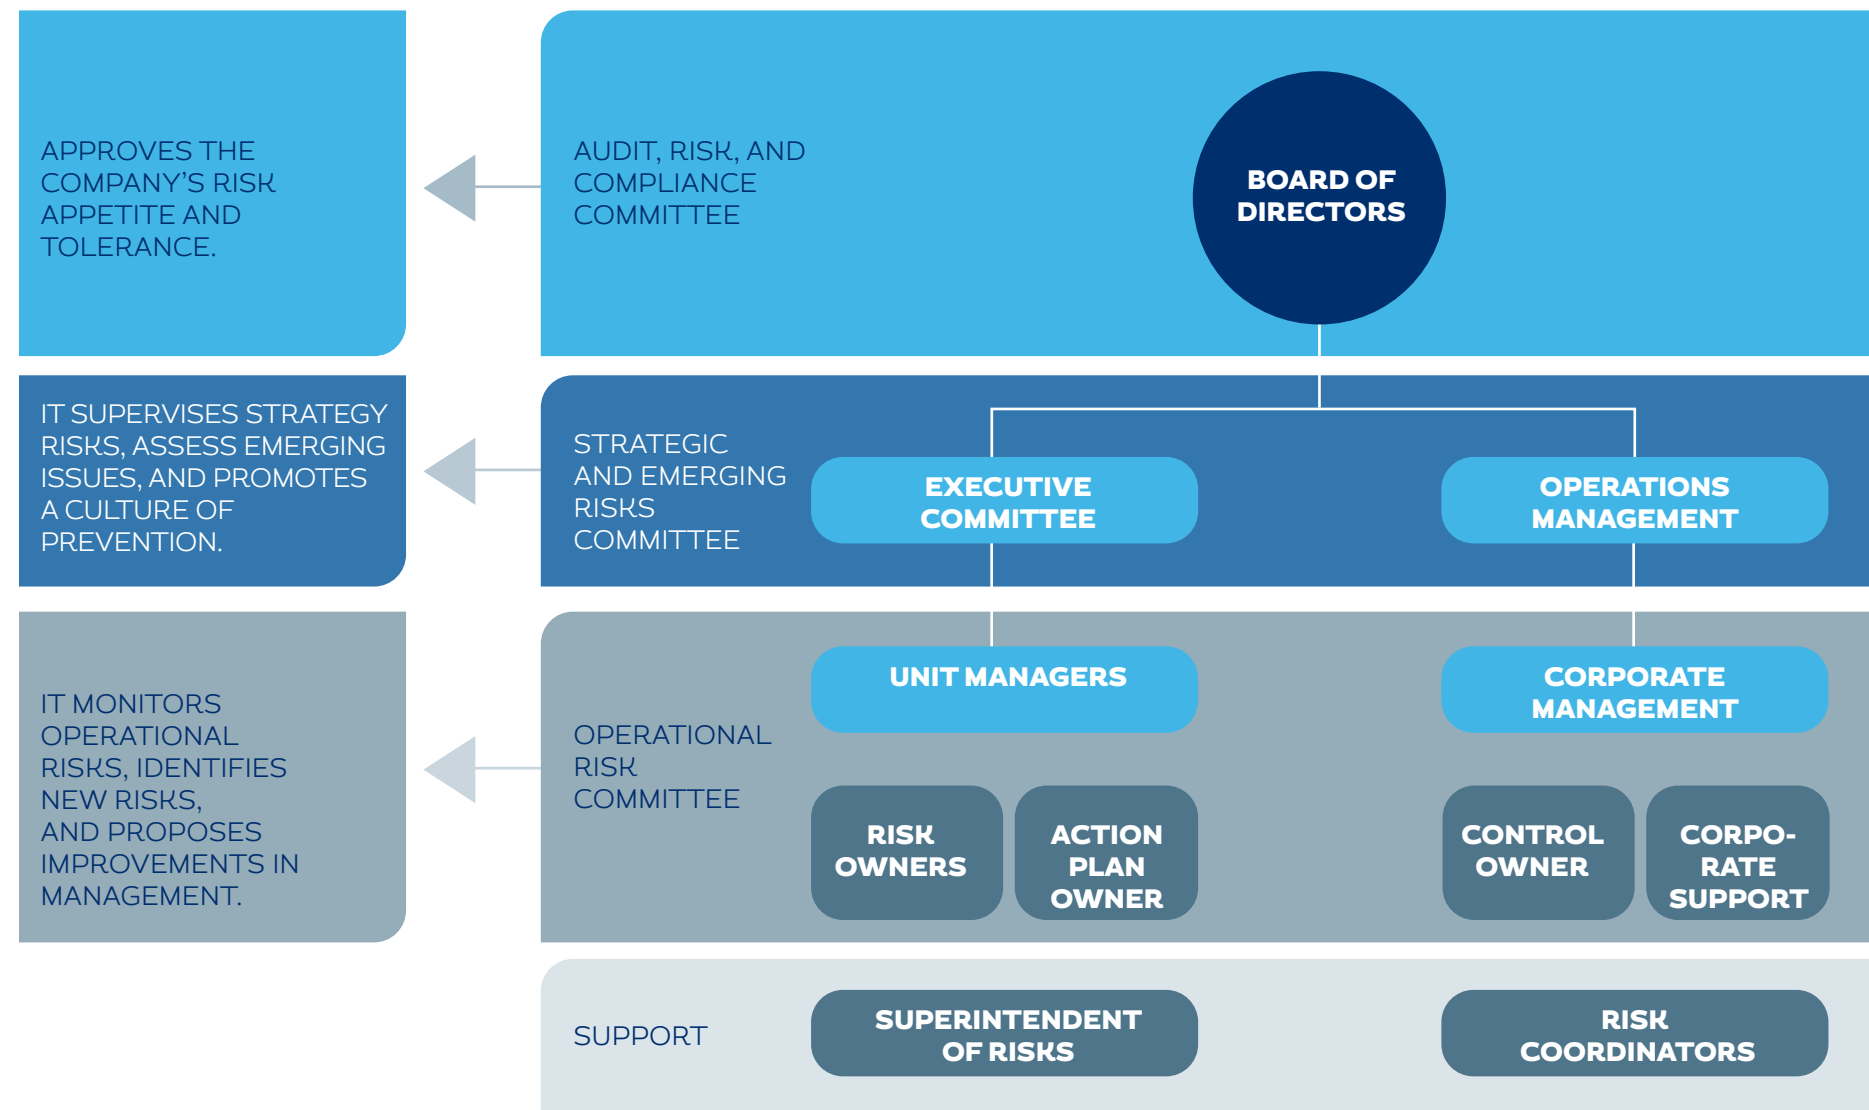 APPROVES THE
COMPANY'S RISK
APPETITE AND
TOLERANCE.
AUDIT, RISK, AND
COMPLIANCE
COMMITTEE
BOARD OF
DIRECTORS
IT SUPERVISES STRATEGY
RISKS, ASSESS EMERGING
ISSUES, AND PROMOTES
A CULTURE OF
PREVENTION.
STRATEGIC
AND EMERGING
RISKS
COMMITTEE
EXECUTIVE
COMMITTEE
OPERATIONS
MANAGEMENT
IT MONITORS
OPERATIONAL
RISKS, IDENTIFIES
NEW RISKS,
AND PROPOSES
IMPROVEMENTS IN
MANAGEMENT.
OPERATIONAL
RISK
COMMITTEE
UNIT MANAGERS
CORPORATE
MANAGEMENT
RISK
OWNERS
ACTION
PLAN
OWNER
CONTROL
OWNER
CORPO-
RATE
SUPPORT
SUPPORT
SUPERINTENDENT
OF RISKS
RISK
COORDINATORS